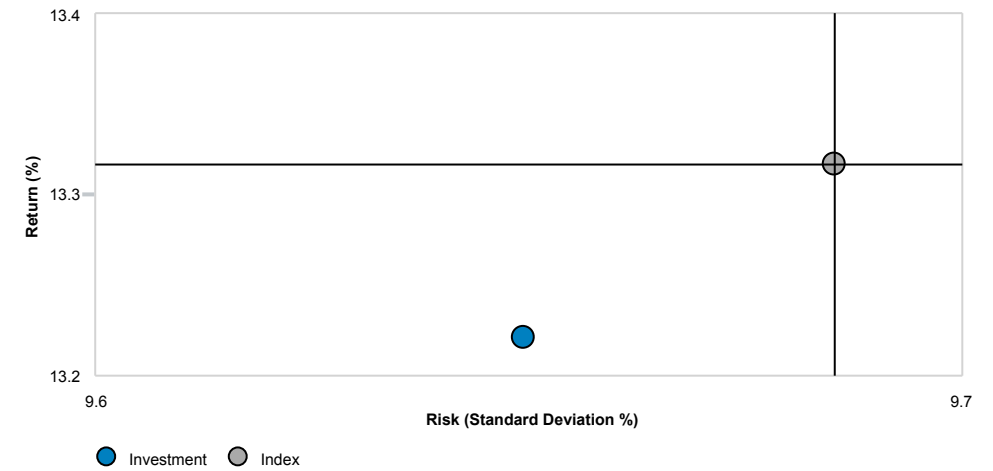 13.4
Return (%)
13.3
13.2
9.6
9.7
Risk (Standard Deviation %)
Investment
Index